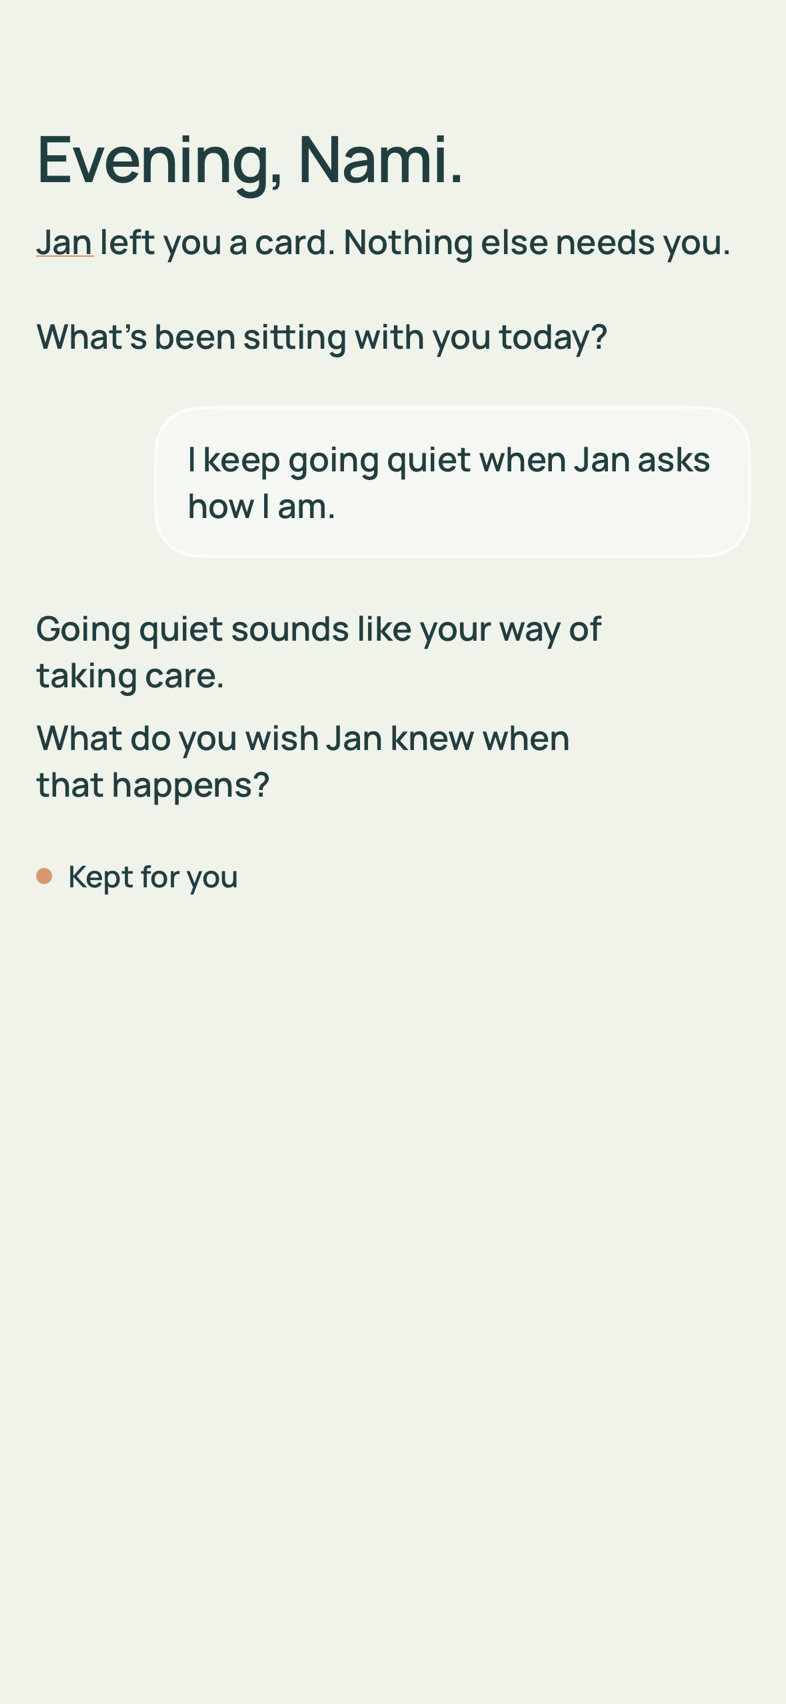 Evening, Nami.
Jan left you a card. Nothing else needs you.
What’s been sitting with you today?
I keep going quiet when Jan asks
how I am.
Going quiet sounds like your way of
taking care.
What do you wish Jan knew when
that happens?
Kept for you